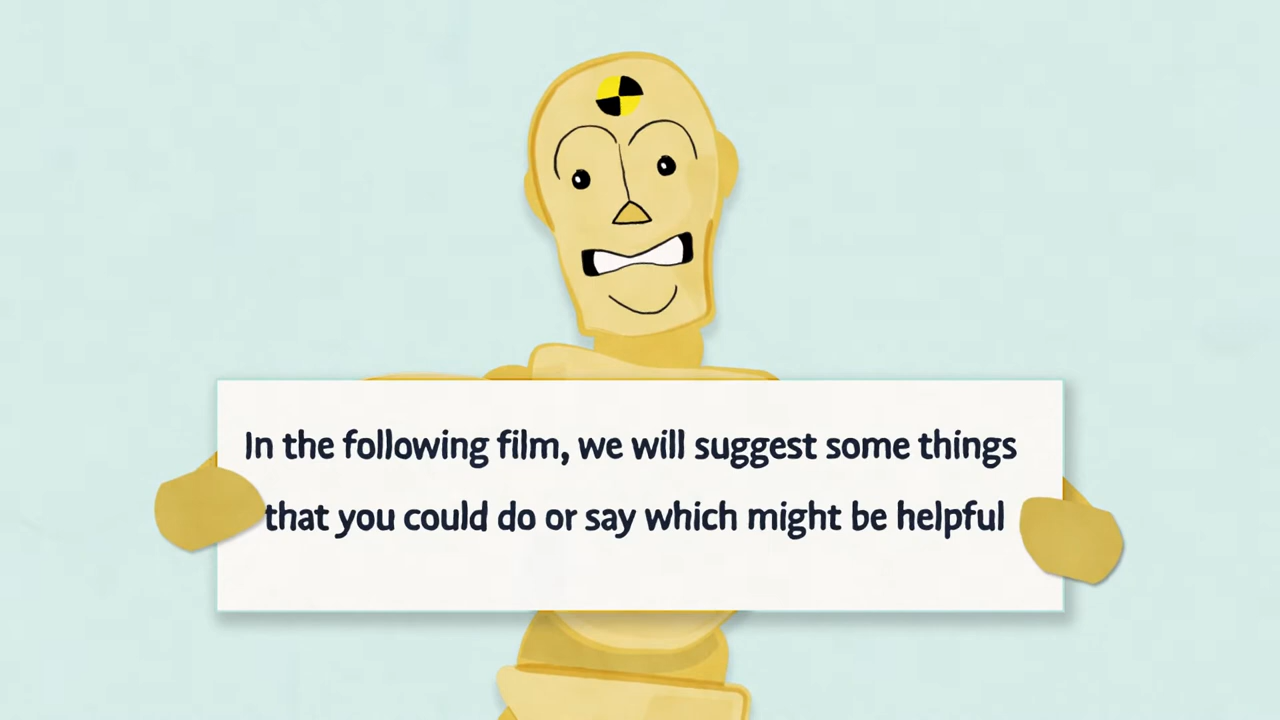 In the following film, we will suggest some things
that you could do or say which might be helpful